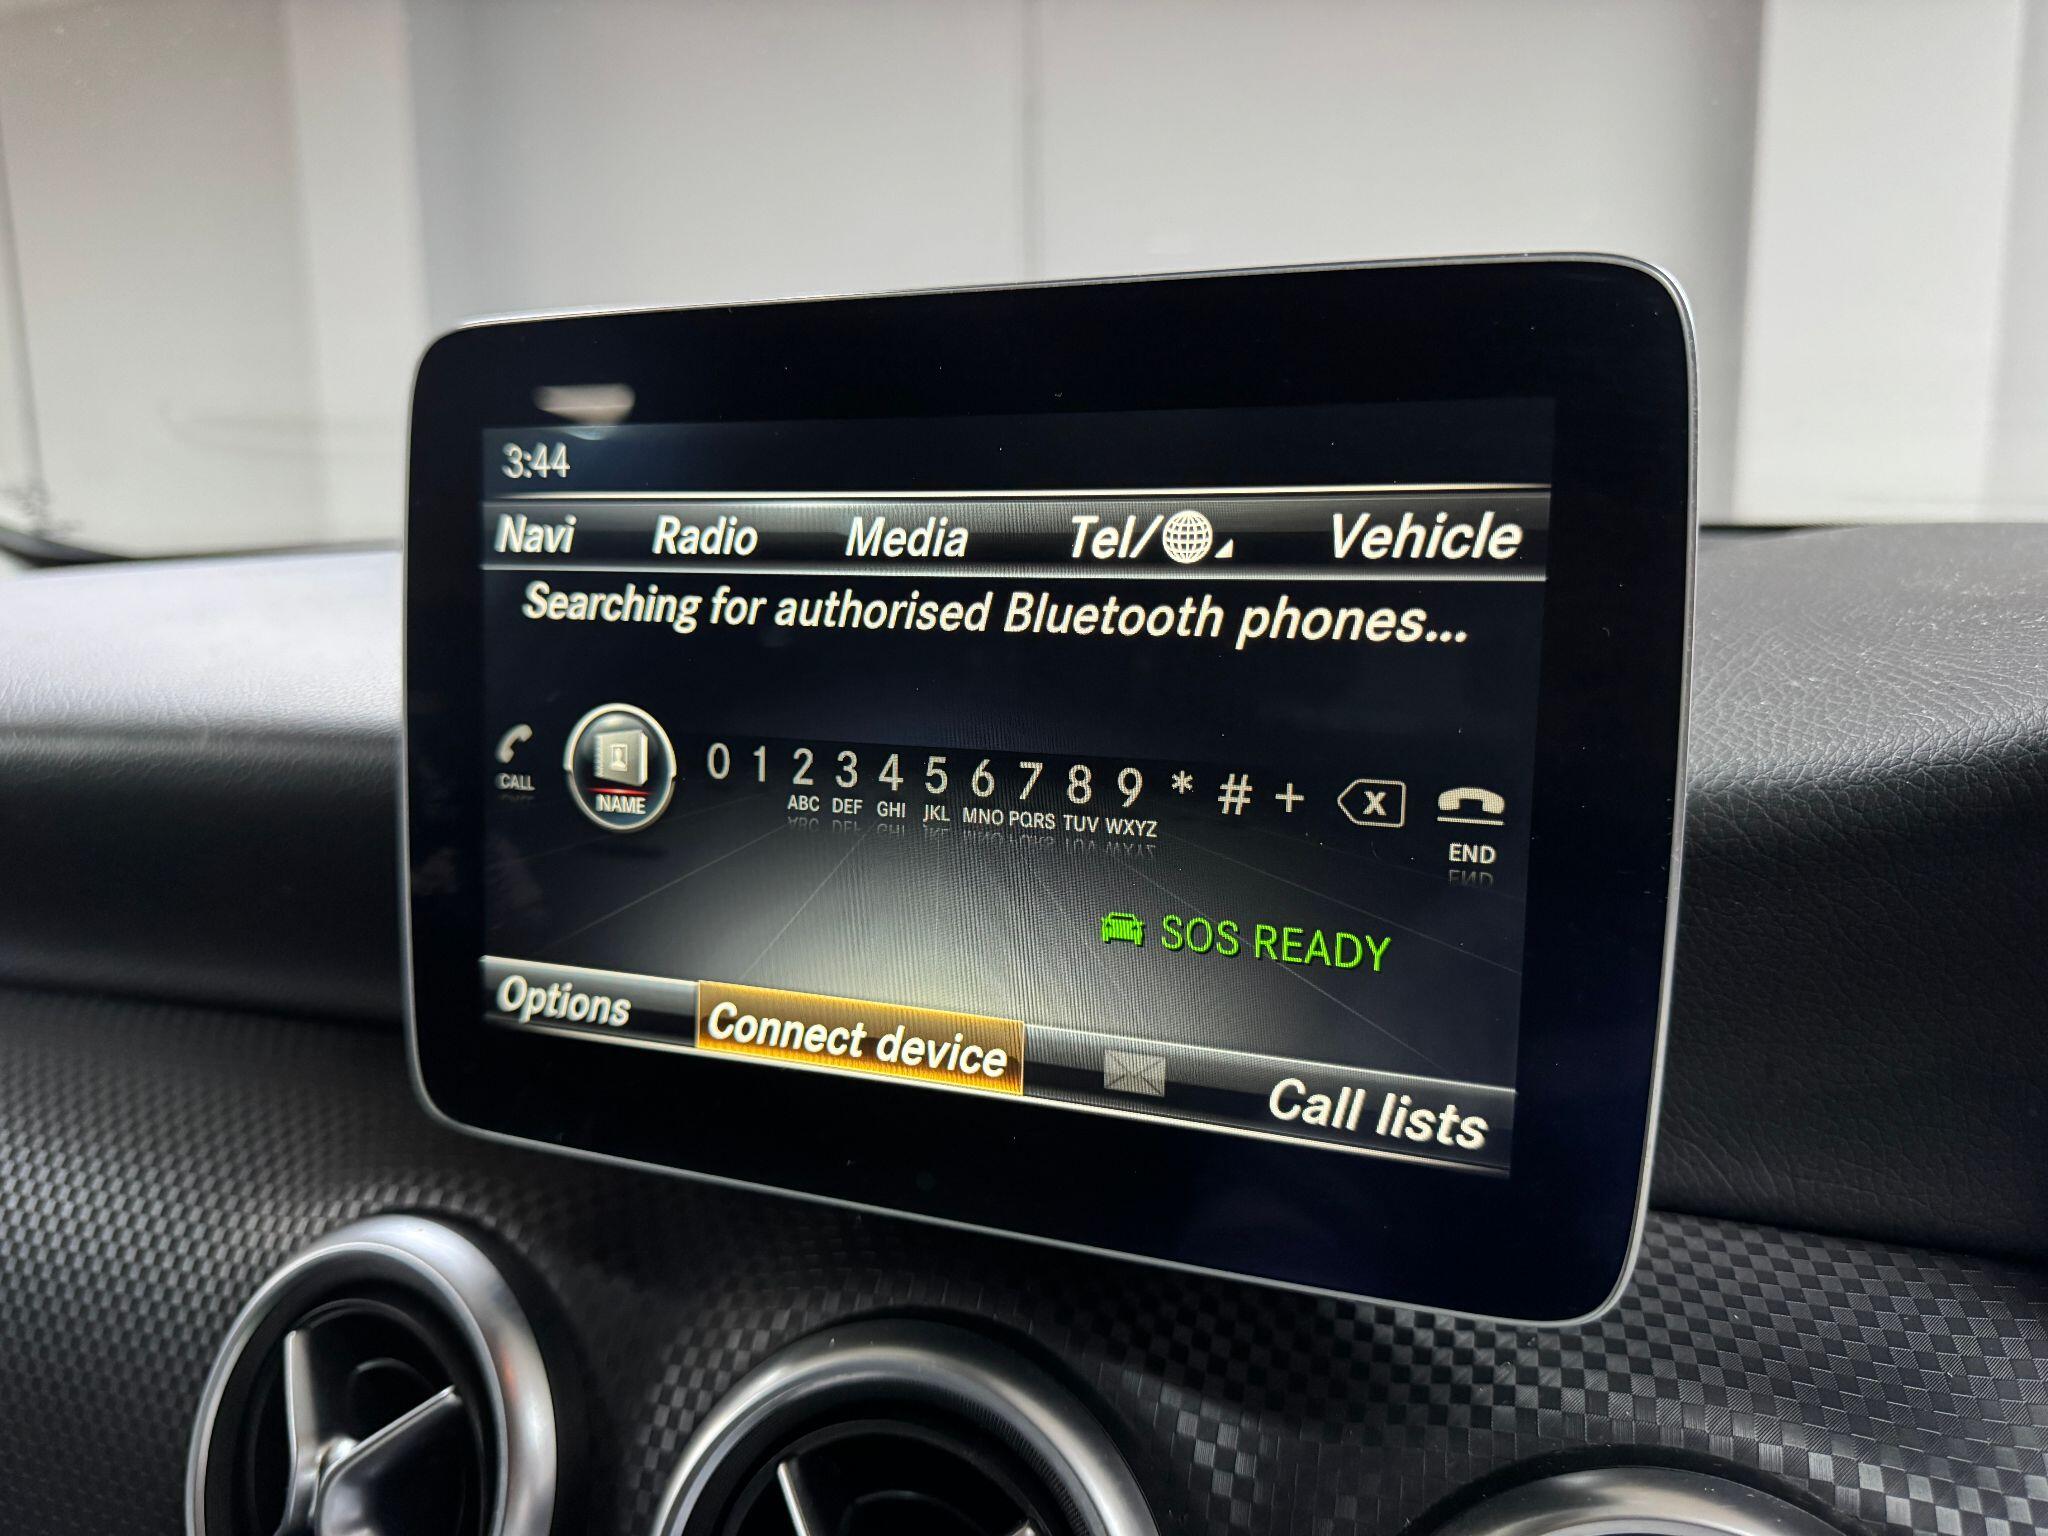 3:44
Navi Radio Media Tel/ Vehicle
Searching for authorised Bluetooth phones...
CALL NAME 0 1 2 3 4 5 6 7 8 9 * # + X END
ABC DEF GHI JKL MNO PQRS TUV WXYZ
SOS READY
Options Connect device Call lists